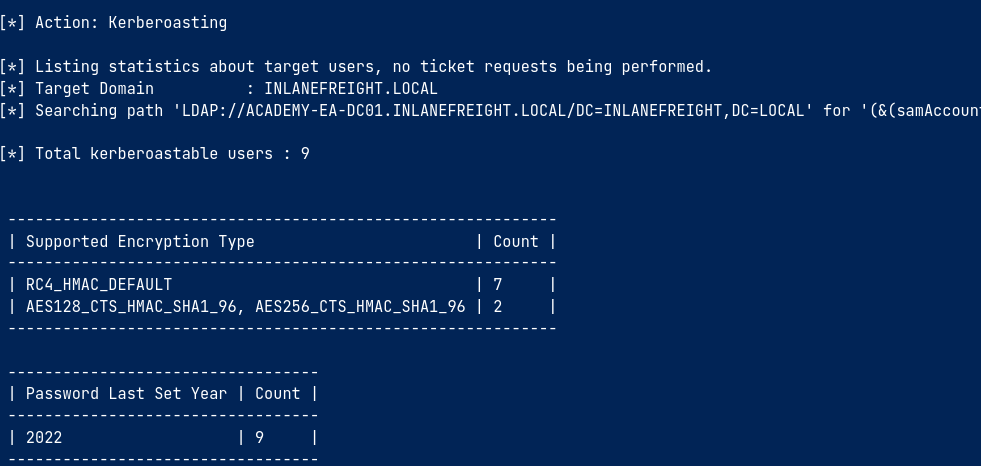 [*] Action: Kerberoasting
[*] Listing statistics about target users, no ticket requests being performed.
[*] Target Domain          : INLANEFREIGHT.LOCAL
[*] Searching path 'LDAP://ACADEMY-EA-DC01.INLANEFREIGHT.LOCAL/DC=INLANEFREIGHT,DC=LOCAL' for '(&(samAccoun
[*] Total kerberoastable users : 9
------------------------------------------------------------
| Supported Encryption Type                        | Count |
------------------------------------------------------------
| RC4_HMAC_DEFAULT                                 | 7     |
| AES128_CTS_HMAC_SHA1_96, AES256_CTS_HMAC_SHA1_96 | 2     |
------------------------------------------------------------
----------------------------------
| Password Last Set Year | Count |
----------------------------------
| 2022                   | 9     |
----------------------------------